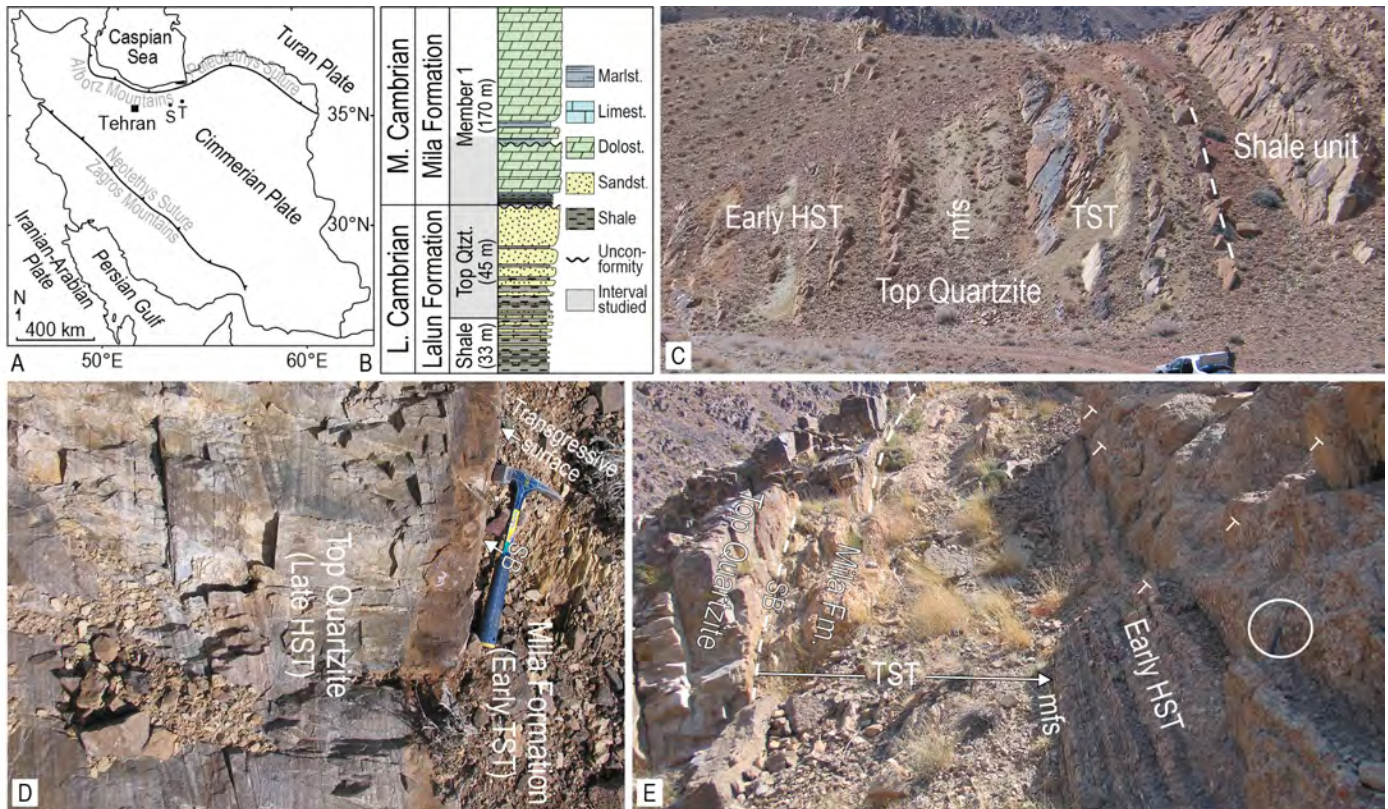 Caspian
Sea
Turan Plate
Paleotethys Suture
Alborz Mountains
35°N
S T
Tehran
Cimmerian Plate
Neotethys Suture
Zagros Mountains
30°N
Iranian-Arabian
Plate
Persian Gulf
N
400 km
A
50°E
60°E
B
M. Cambrian
Mila Formation
Member 1
(170 m)
L. Cambrian
Lalun Formation
Top Qtzt.
(45 m)
Shale
(33 m)
Marlst.
Limest.
Dolost.
Sandst.
Shale
Uncon-
formity
Interval
studied
Shale unit
Early HST
mfs
TST
Top Quartzite
C
Transgressive
surface
SB
Top Quartzite
(Late HST)
Mila Formation
(Early TST)
D
Top Quartzite
SB
Mila Fm.
TST
mfs
Early HST
E